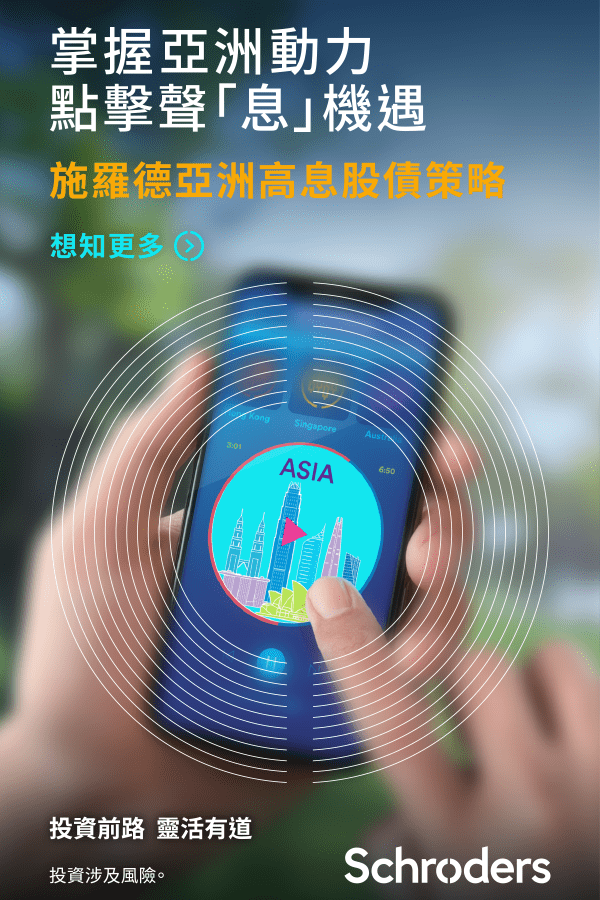 掌握亞洲動力
點擊聲「息」機遇
施羅德亞洲高息股債策略
想知更多
Hong Kong
Singapore
Austral
3:01
6:50
ASIA
投資前路 靈活有道
投資涉及風險。
Schroders